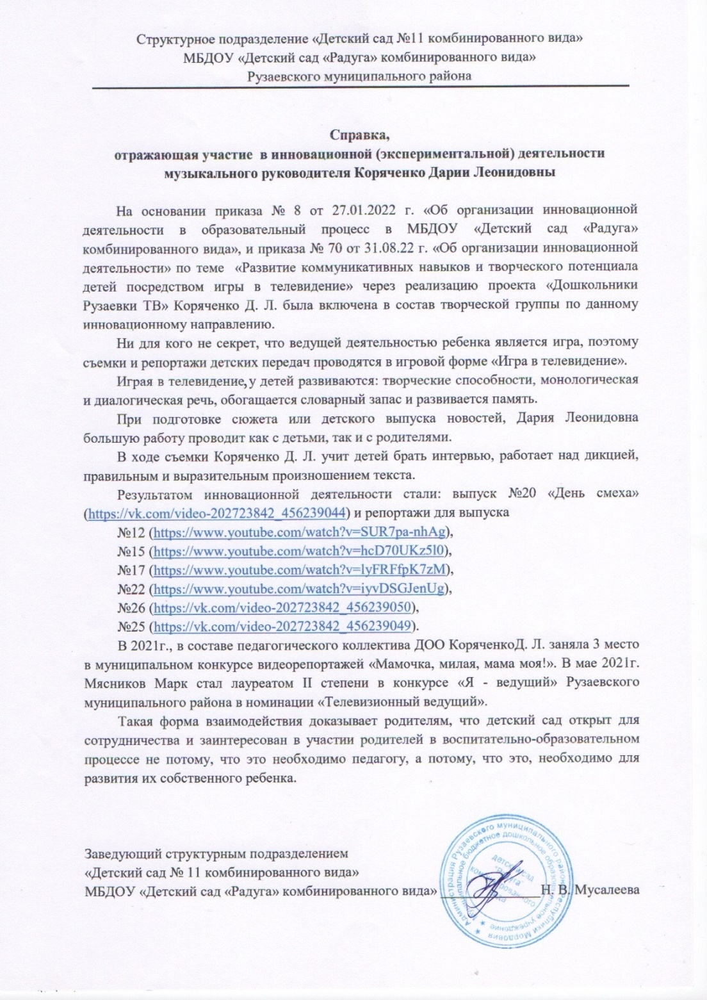 Структурное подразделение «Детский сад №11 комбинированного вида»
МБДОУ «Детский сад «Радуга» комбинированного вида»
Рузаевского муниципального района
Справка,
отражающая участие в инновационной (экспериментальной) деятельности
музыкального руководителя Коряченко Дарии Леонидовны
На основании приказа № 8 от 27.01.2022 г. «Об организации инновационной
деятельности в образовательный процесс в МБДОУ «Детский сад «Радуга»
комбинированного вида», и приказа № 70 от 31.08.22 г. «Об организации инновационной
деятельности» по теме «Развитие коммуникативных навыков и творческого потенциала
детей посредством игры в телевидение» через реализацию проекта «Дошкольники
Рузаевки ТВ» Коряченко Д. Л. была включена в состав творческой группы по данному
инновационному направлению.
Ни для кого не секрет, что ведущей деятельностью ребенка является игра, поэтому
съемки и репортажи детских передач проводятся в игровой форме «Игра в телевидение».
Играя в телевидение, у детей развиваются: творческие способности, монологическая
и диалогическая речь, обогащается словарный запас и развивается память.
При подготовке сюжета или детского выпуска новостей, Дария Леонидовна
большую работу проводит как с детьми, так и с родителями.
В ходе съемки Коряченко Д. Л. учит детей брать интервью, работает над дикцией,
правильным и выразительным произношением текста.
Результатом инновационной деятельности стали: выпуск №20 «День смеха»
(https://vk.com/video-202723842_456239044) и репортажи для выпуска
№12 (https://www.youtube.com/watch?v=SUR7pa-nhAg),
№15 (https://www.youtube.com/watch?v=hcD70UKz5l0),
№17 (https://www.youtube.com/watch?v=lyFRFfpK7zM),
№22 (https://www.youtube.com/watch?v=iyvDSGJenUg),
№26 (https://vk.com/video-202723842_456239050),
№25 (https://vk.com/video-202723842_456239049).
В 2021г., в составе педагогического коллектива ДОО КоряченкоД. Л. заняла 3 место
в муниципальном конкурсе видеорепортажей «Мамочка, милая, мама моя!». В мае 2021г.
Мясников Марк стал лауреатом II степени в конкурсе «Я - ведущий» Рузаевского
муниципального района в номинации «Телевизионный ведущий».
Такая форма взаимодействия доказывает родителям, что детский сад открыт для
сотрудничества и заинтересован в участии родителей в воспитательно-образовательном
процессе не потому, что это необходимо педагогу, а потому, что это, необходимо для
развития их собственного ребенка.
Заведующий структурным подразделением
«Детский сад № 11 комбинированного вида»
МБДОУ «Детский сад «Радуга» комбинированного вида» Н. В. Мусалеева
Администрация Рузаевского муниципального района Республики Мордовия
Муниципальное бюджетное дошкольное образовательное учреждение
детский сад
"Радуга"
комбинированного
вида